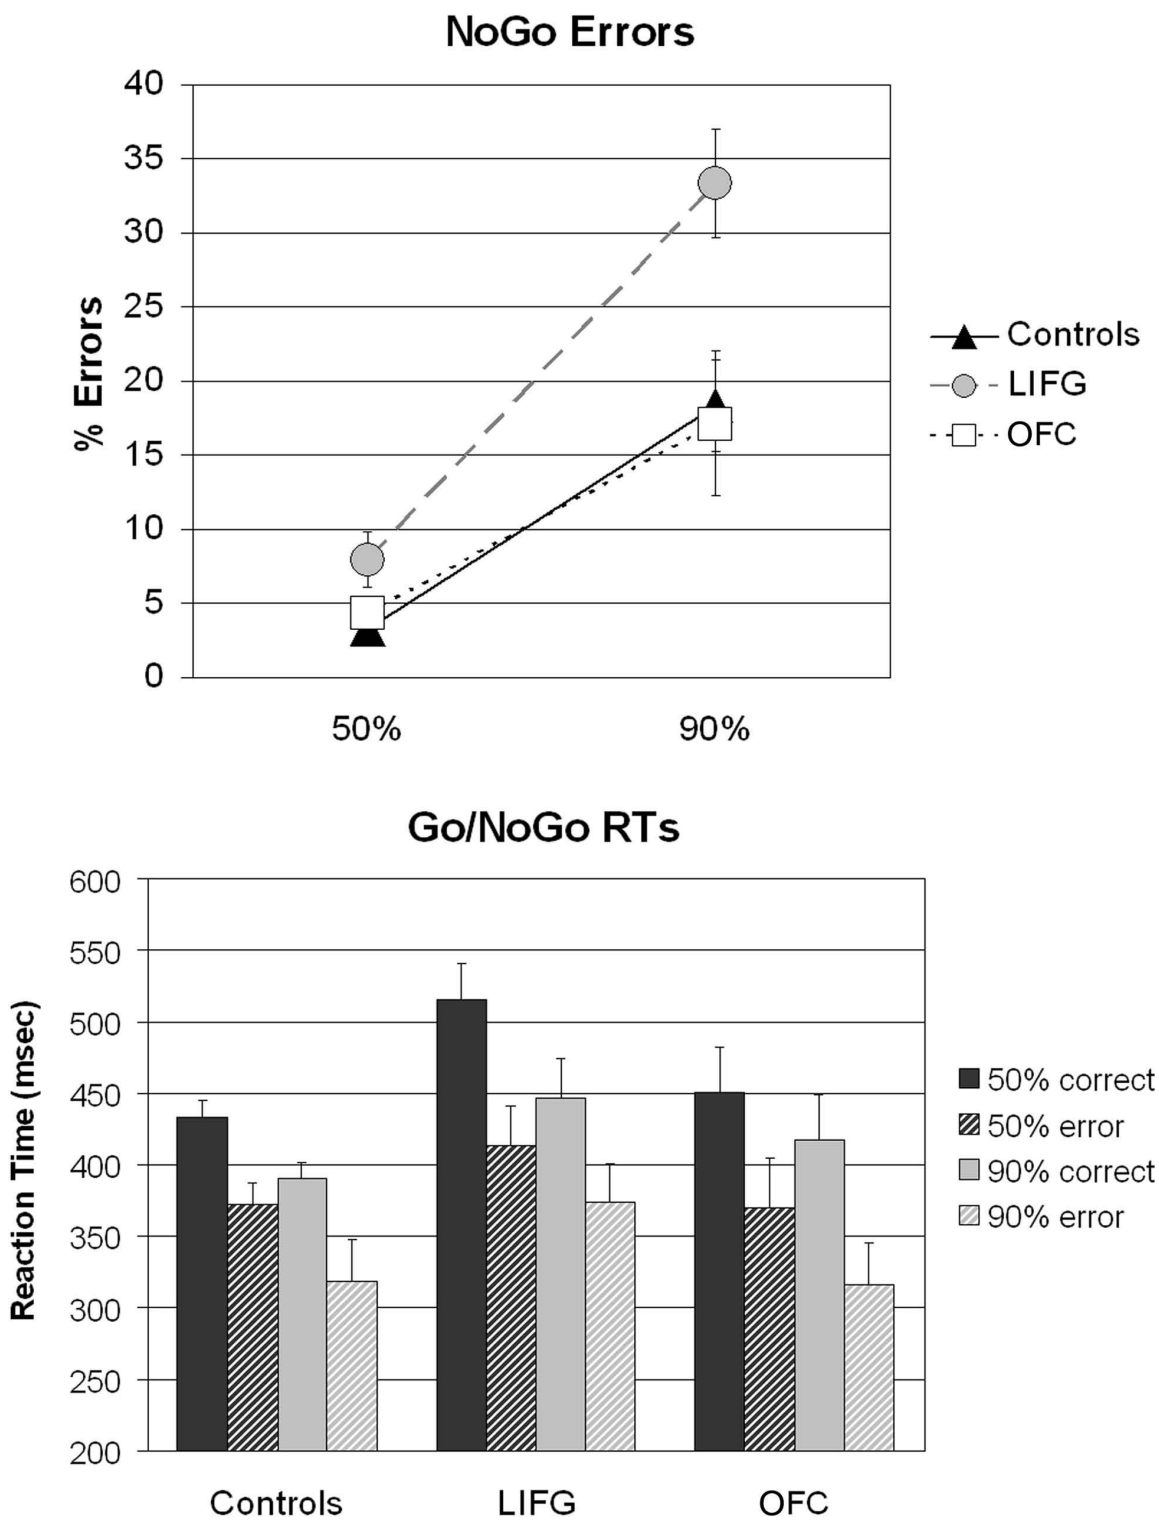 NoGo Errors
40
35
30
25
20
15
10
5
0
% Errors
50%
90%
Controls
LIFG
OFC
Go/NoGo RTs
600
550
500
450
400
350
300
250
200
Reaction Time (msec)
Controls
LIFG
OFC
50% correct
50% error
90% correct
90% error